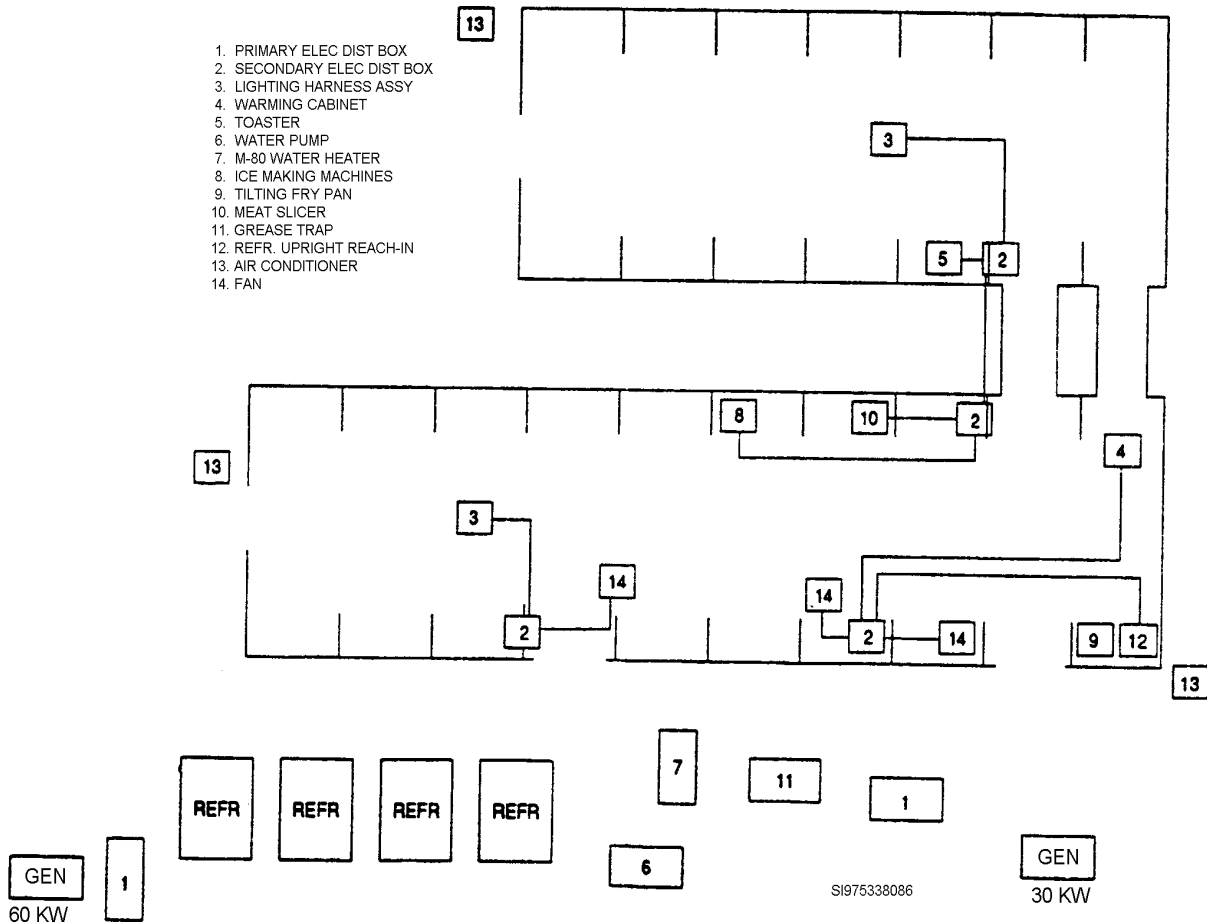 13
1. PRIMARY ELEC DIST BOX
2. SECONDARY ELEC DIST BOX
3. LIGHTING HARNESS ASSY
4. WARMING CABINET
5. TOASTER
6. WATER PUMP
7. M-80 WATER HEATER
8. ICE MAKING MACHINES
9. TILTING FRY PAN
10. MEAT SLICER
11. GREASE TRAP
12. REFR. UPRIGHT REACH-IN
13. AIR CONDITIONER
14. FAN
3
5 2
8 10 2
4
13
3
14
14
2 2 14 9 12
13
7 11
REFR REFR REFR REFR 1
GEN 1 6 GEN
60 KW SI975338086 30 KW